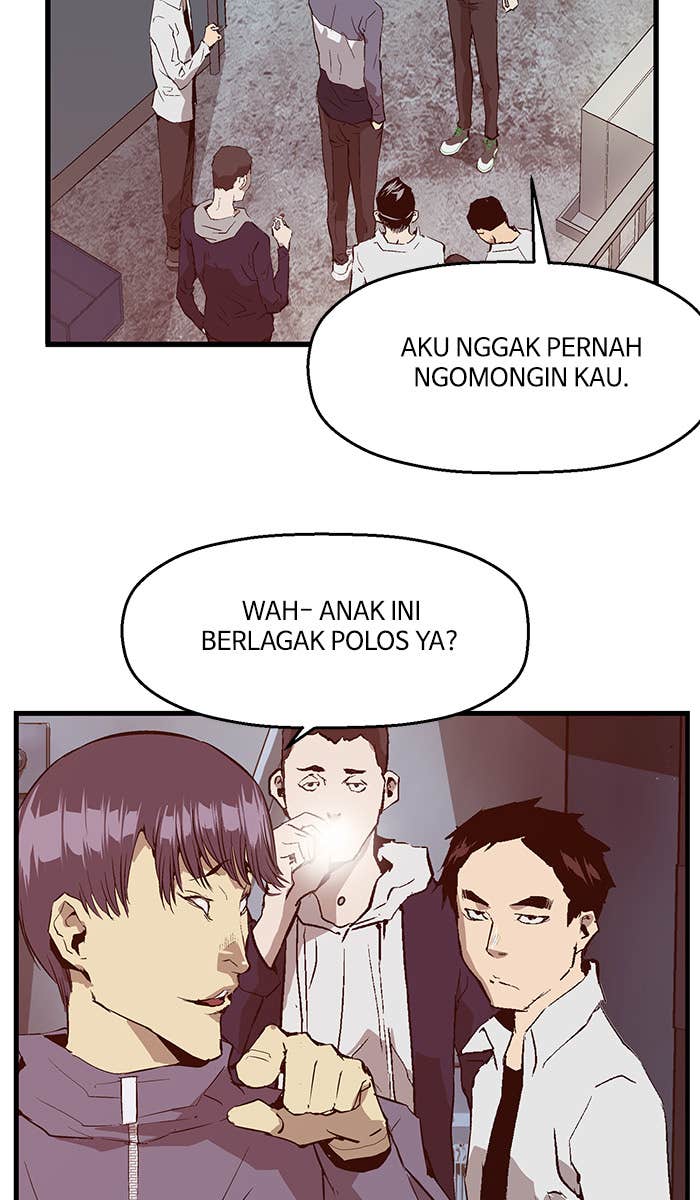 AKU NGGAK PERNAH
NGOMONGIN KAU.
WAH- ANAK INI
BERLAGAK POLOS YA?